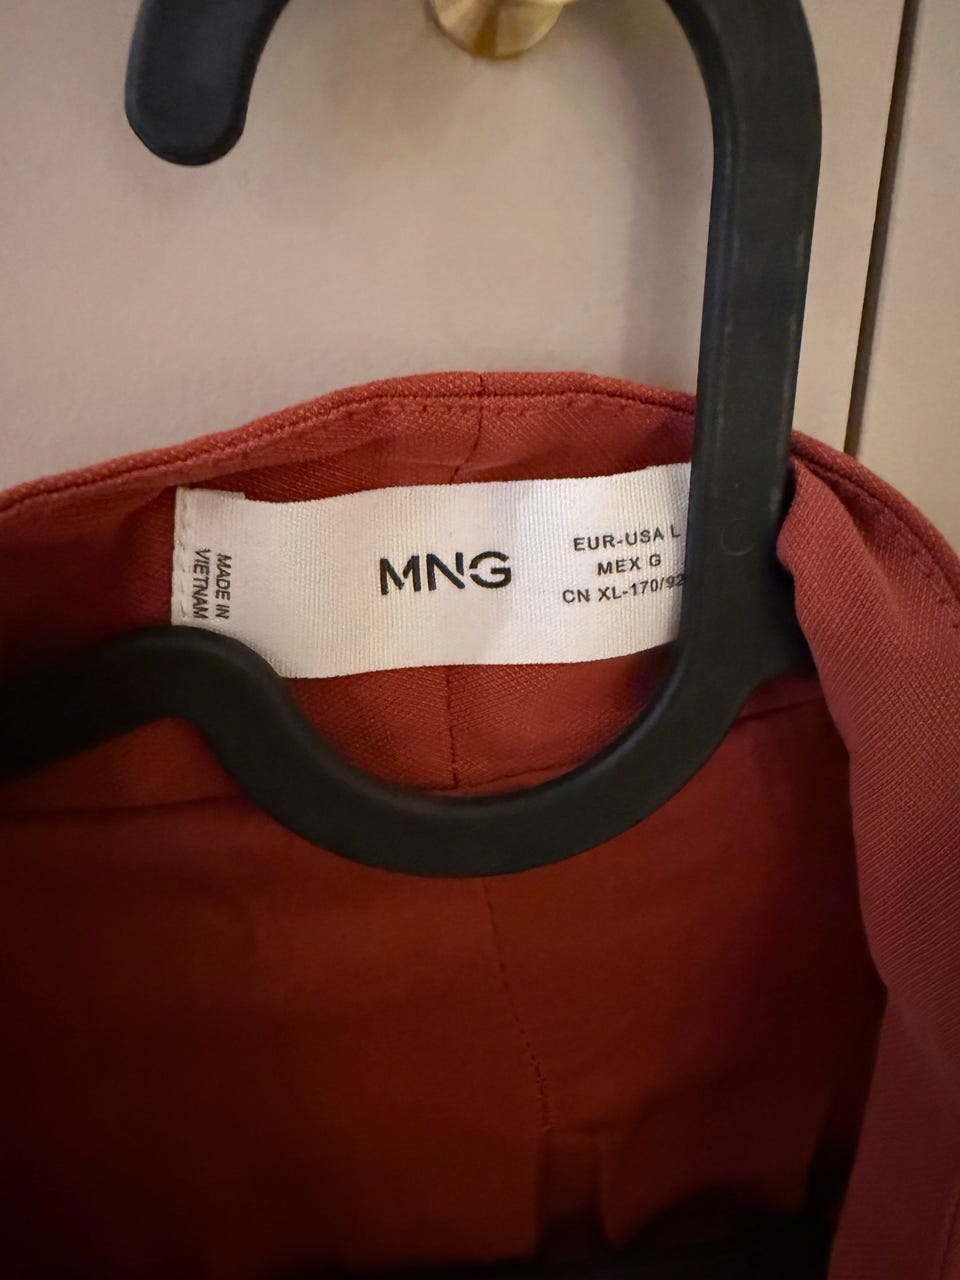 MADE IN
VIETNAM
MNG
EUR-USA L
MEX G
CN XL-170/92